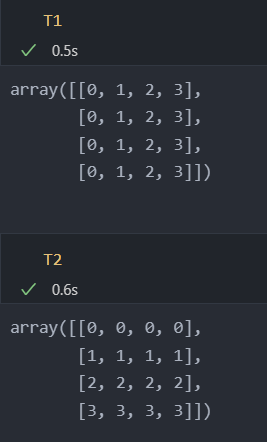 T1
0.5s
array([[0, 1, 2, 3],
[0, 1, 2, 3],
[0, 1, 2, 3],
[0, 1, 2, 3]])
T2
0.6s
array([[0, 0, 0, 0],
[1, 1, 1, 1],
[2, 2, 2, 2],
[3, 3, 3, 3]])